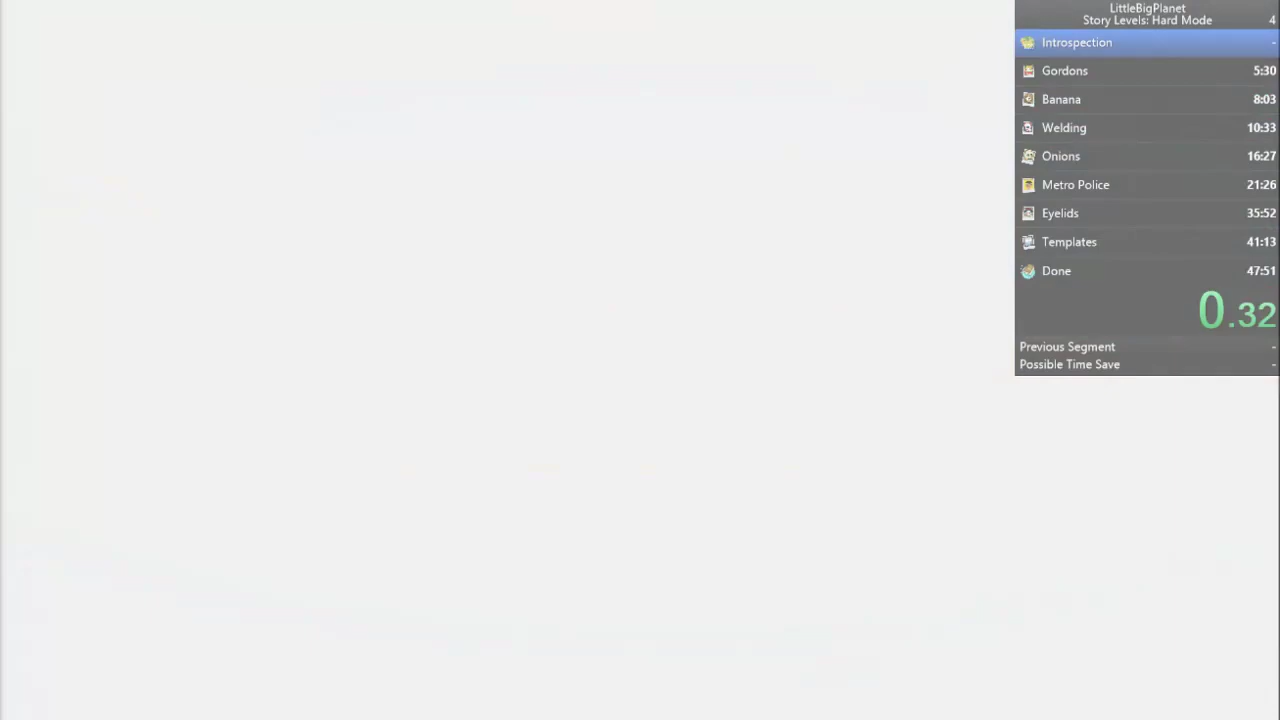 LittleBigPlanet
Story Levels: Hard Mode 4
Introspection -
Gordons 5:30
Banana 8:03
Welding 10:33
Onions 16:27
Metro Police 21:26
Eyelids 35:52
Templates 41:13
Done 47:51
0.32
Previous Segment -
Possible Time Save -